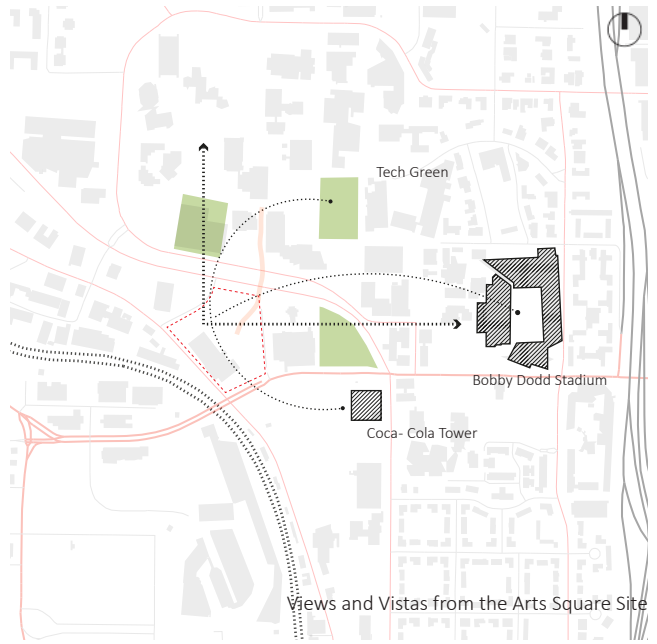 Tech Green
Bobby Dodd Stadium
Coca- Cola Tower
Views and Vistas from the Arts Square Site